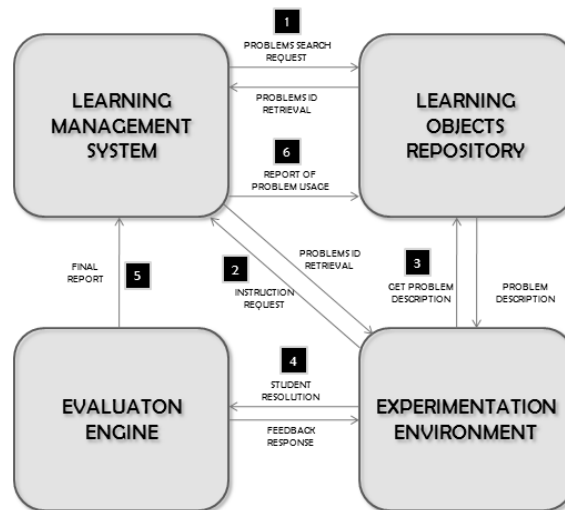 1
PROBLEMS SEARCH
REQUEST
LEARNING
MANAGEMENT
SYSTEM
PROBLEMS ID
RETRIEVAL
LEARNING
OBJECTS
REPOSITORY
6
REPORT OF
PROBLEM USAGE
FINAL
REPORT
5
2
INSTRUCTION
REQUEST
PROBLEMS ID
RETRIEVAL
3
GET PROBLEM
DESCRIPTION
PROBLEM
DESCRIPTION
4
STUDENT
RESOLUTION
FEEDBACK
RESPONSE
EVALUATON
ENGINE
EXPERIMENTATION
ENVIRONMENT